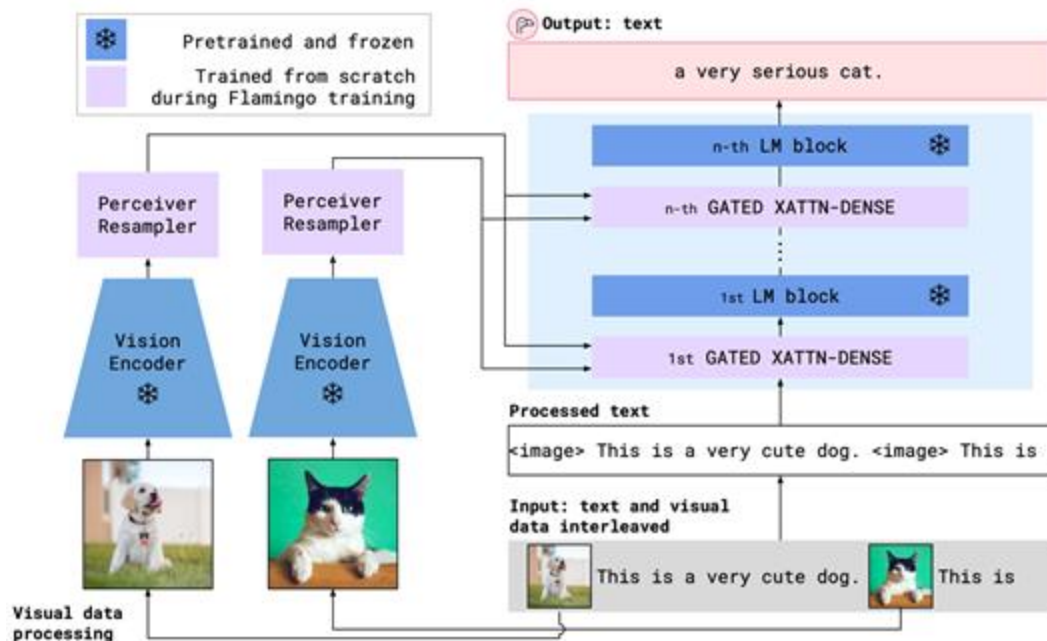 Pretrained and frozen
Trained from scratch
during Flamingo training
Output: text
a very serious cat.
n-th LM block
n-th GATED XATTN-DENSE
1st LM block
1st GATED XATTN-DENSE
Perceiver
Resampler
Perceiver
Resampler
Vision
Encoder
Vision
Encoder
Processed text
<image> This is a very cute dog. <image> This is
Input: text and visual
data interleaved
This is a very cute dog.
This is
Visual data
processing